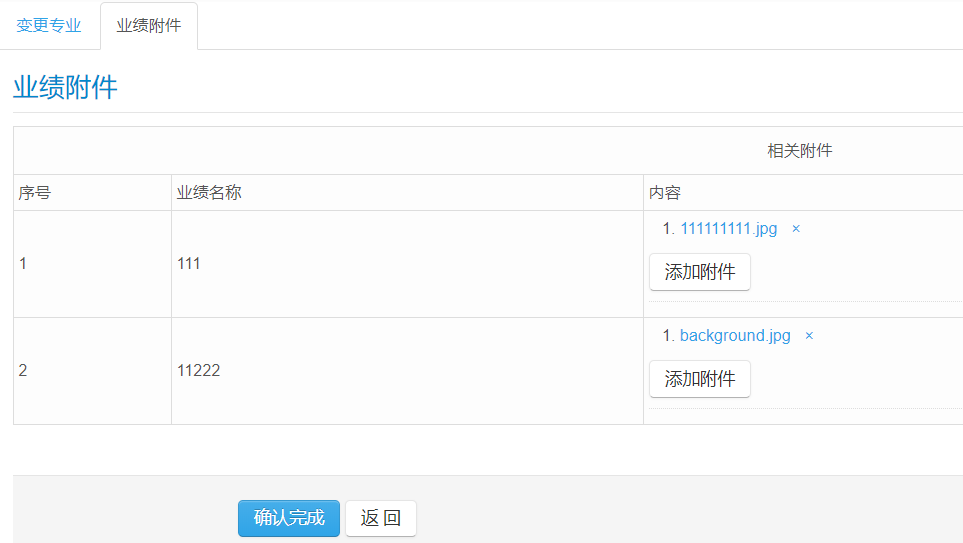 变更专业 业绩附件
业绩附件
相关附件
序号 业绩名称 内容
1. 111111111.jpg ×
1 111
添加附件
1. background.jpg ×
2 11222
添加附件
确认完成 返 回